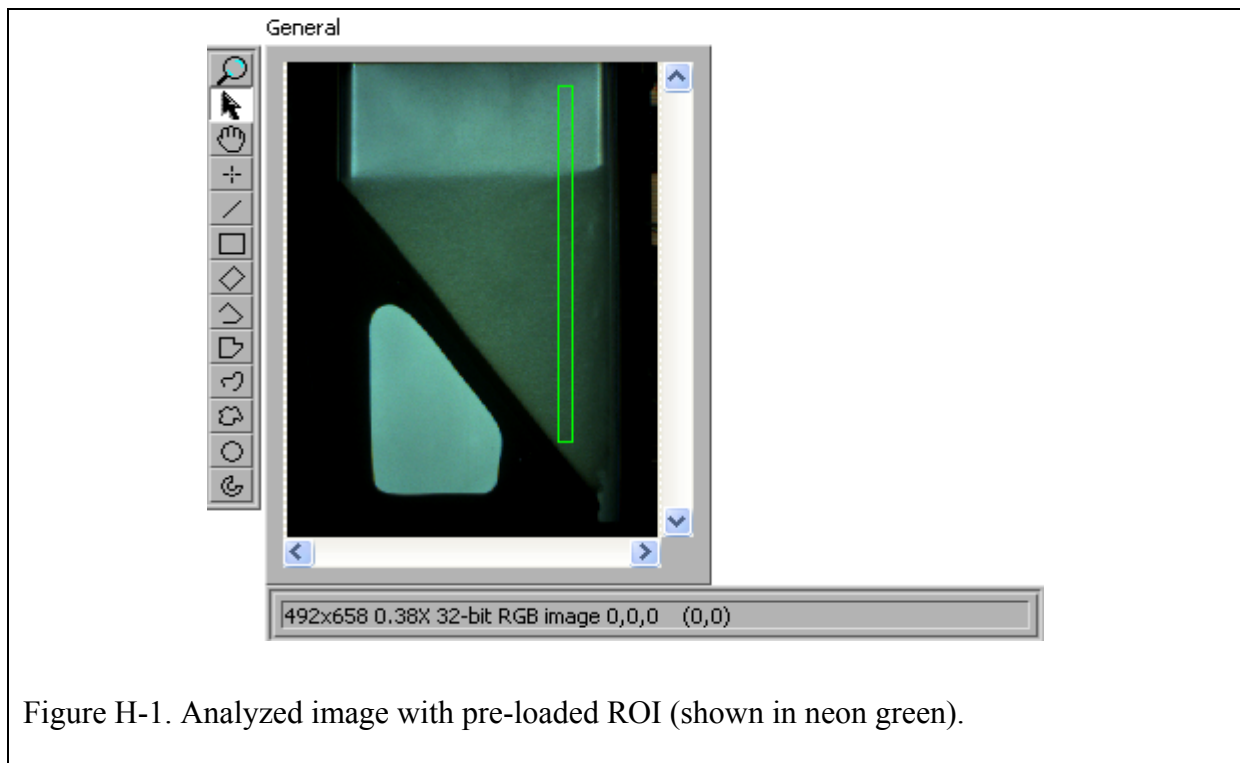 General
492x658 0.38X 32-bit RGB image 0,0,0 (0,0)
Figure H-1. Analyzed image with pre-loaded ROI (shown in neon green).